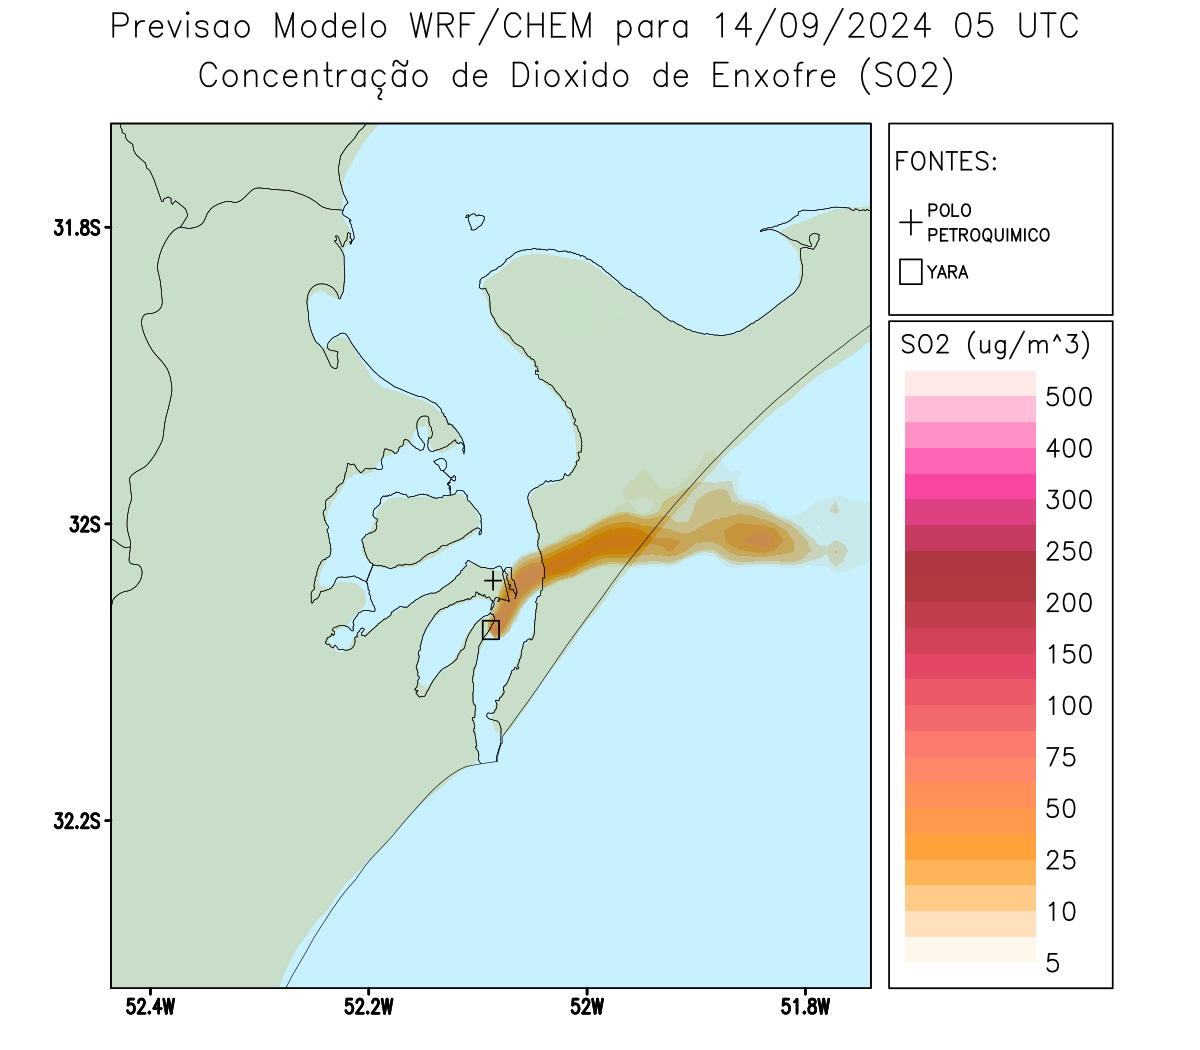 Previsao Modelo WRF/CHEM para 14/09/2024 05 UTC
Concentração de Dioxido de Enxofre (SO2)
FONTES:
POLO
PETROQUIMICO
YARA
31.8S
32S
32.2S
52.4W
52.2W
52W
51.8W
SO2 (ug/m^3)
500
400
300
250
200
150
100
75
50
25
10
5